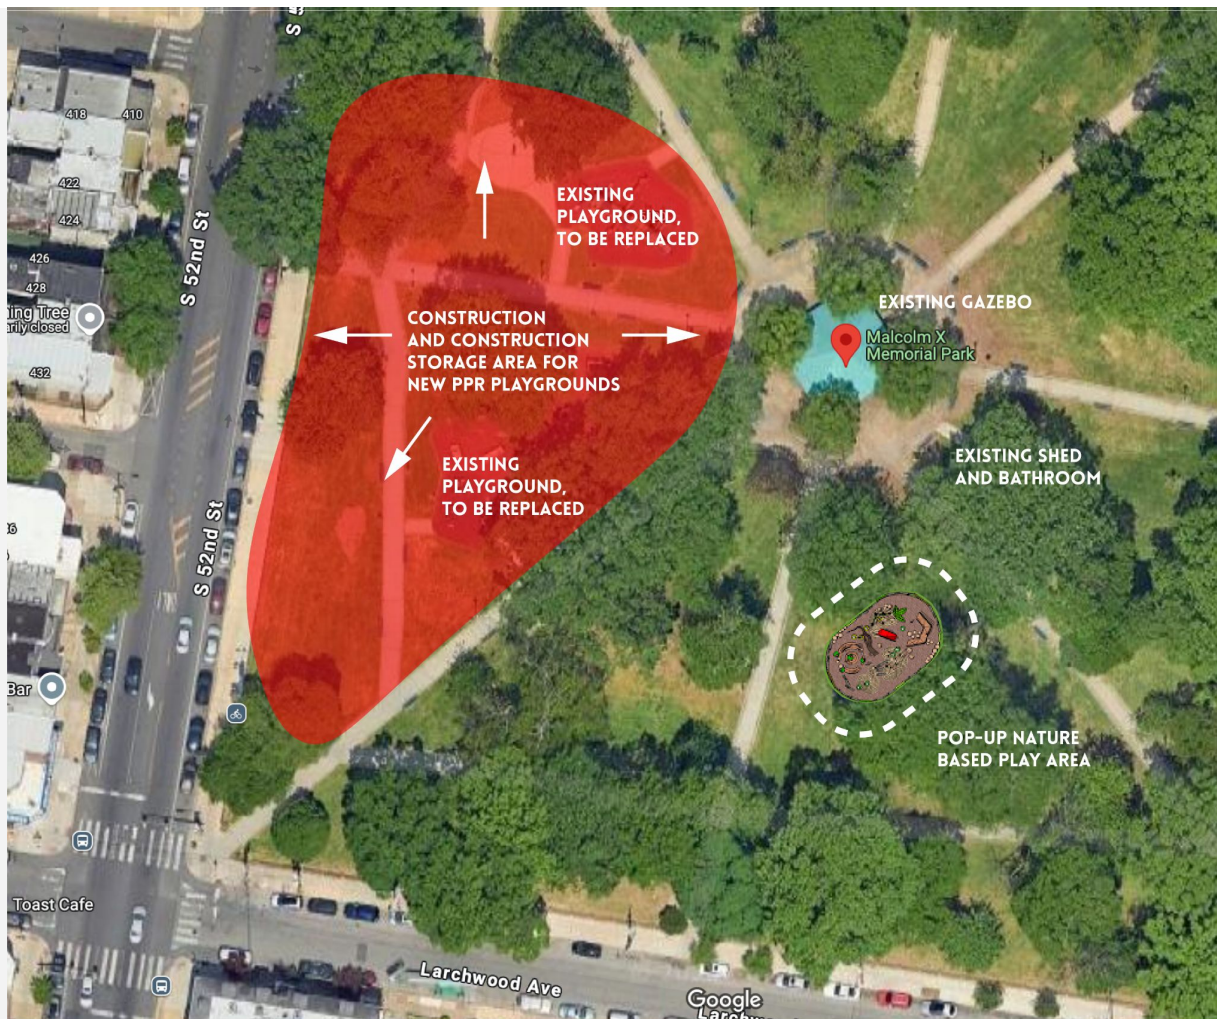 418
410
422
424
426
428
432
S 52nd St
S 52nd St
EXISTING
PLAYGROUND,
TO BE REPLACED
CONSTRUCTION
AND CONSTRUCTION
STORAGE AREA FOR
NEW PPR PLAYGROUNDS
EXISTING
PLAYGROUND,
TO BE REPLACED
EXISTING GAZEBO
Malcolm X
Memorial Park
EXISTING SHED
AND BATHROOM
POP-UP NATURE
BASED PLAY AREA
Tree
closed
Bar
Toast Cafe
Larchwood Ave
Google